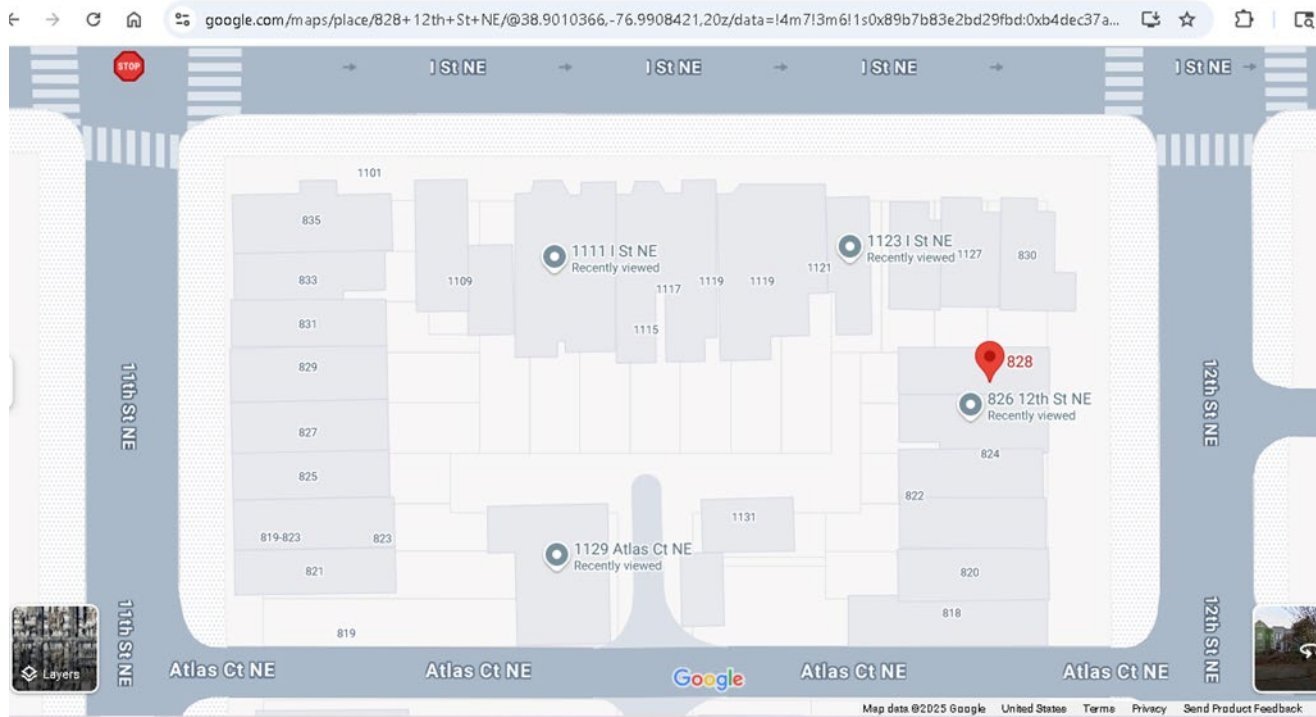 google.com/maps/place/828+12th+St+NE/@38.9010366,-76.9908421,20z/data=!4m7!3m6!1s0x89b7b83e2bd29fbd:0xb4dec37a...
STOP
I St NE
I St NE
I St NE
I St NE
1101
835
833
831
829
827
825
819-823
823
821
819
1109
1111 I St NE
Recently viewed
1115
1117
1119
1119
1121
1123 I St NE
Recently viewed
1127
830
828
826 12th St NE
Recently viewed
824
822
820
818
1131
1129 Atlas Ct NE
Recently viewed
11th St NE
11th St NE
12th St NE
12th St NE
Layers
Atlas Ct NE
Atlas Ct NE
Google
Atlas Ct NE
Atlas Ct NE
Map data ©2025 Google United States Terms Privacy Send Product Feedback